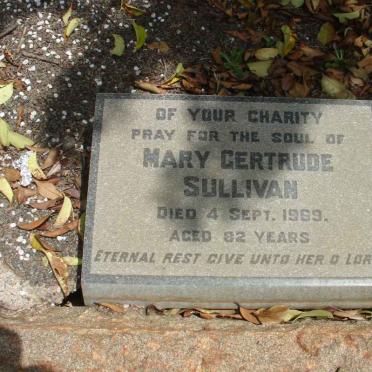 OF YOUR CHARITY
PRAY FOR THE SOUL OF
MARY GERTRUDE
SULLIVAN
DIED 4 SEPT. 1969.
AGED 82 YEARS
ETERNAL REST GIVE UNTO HER O LOR